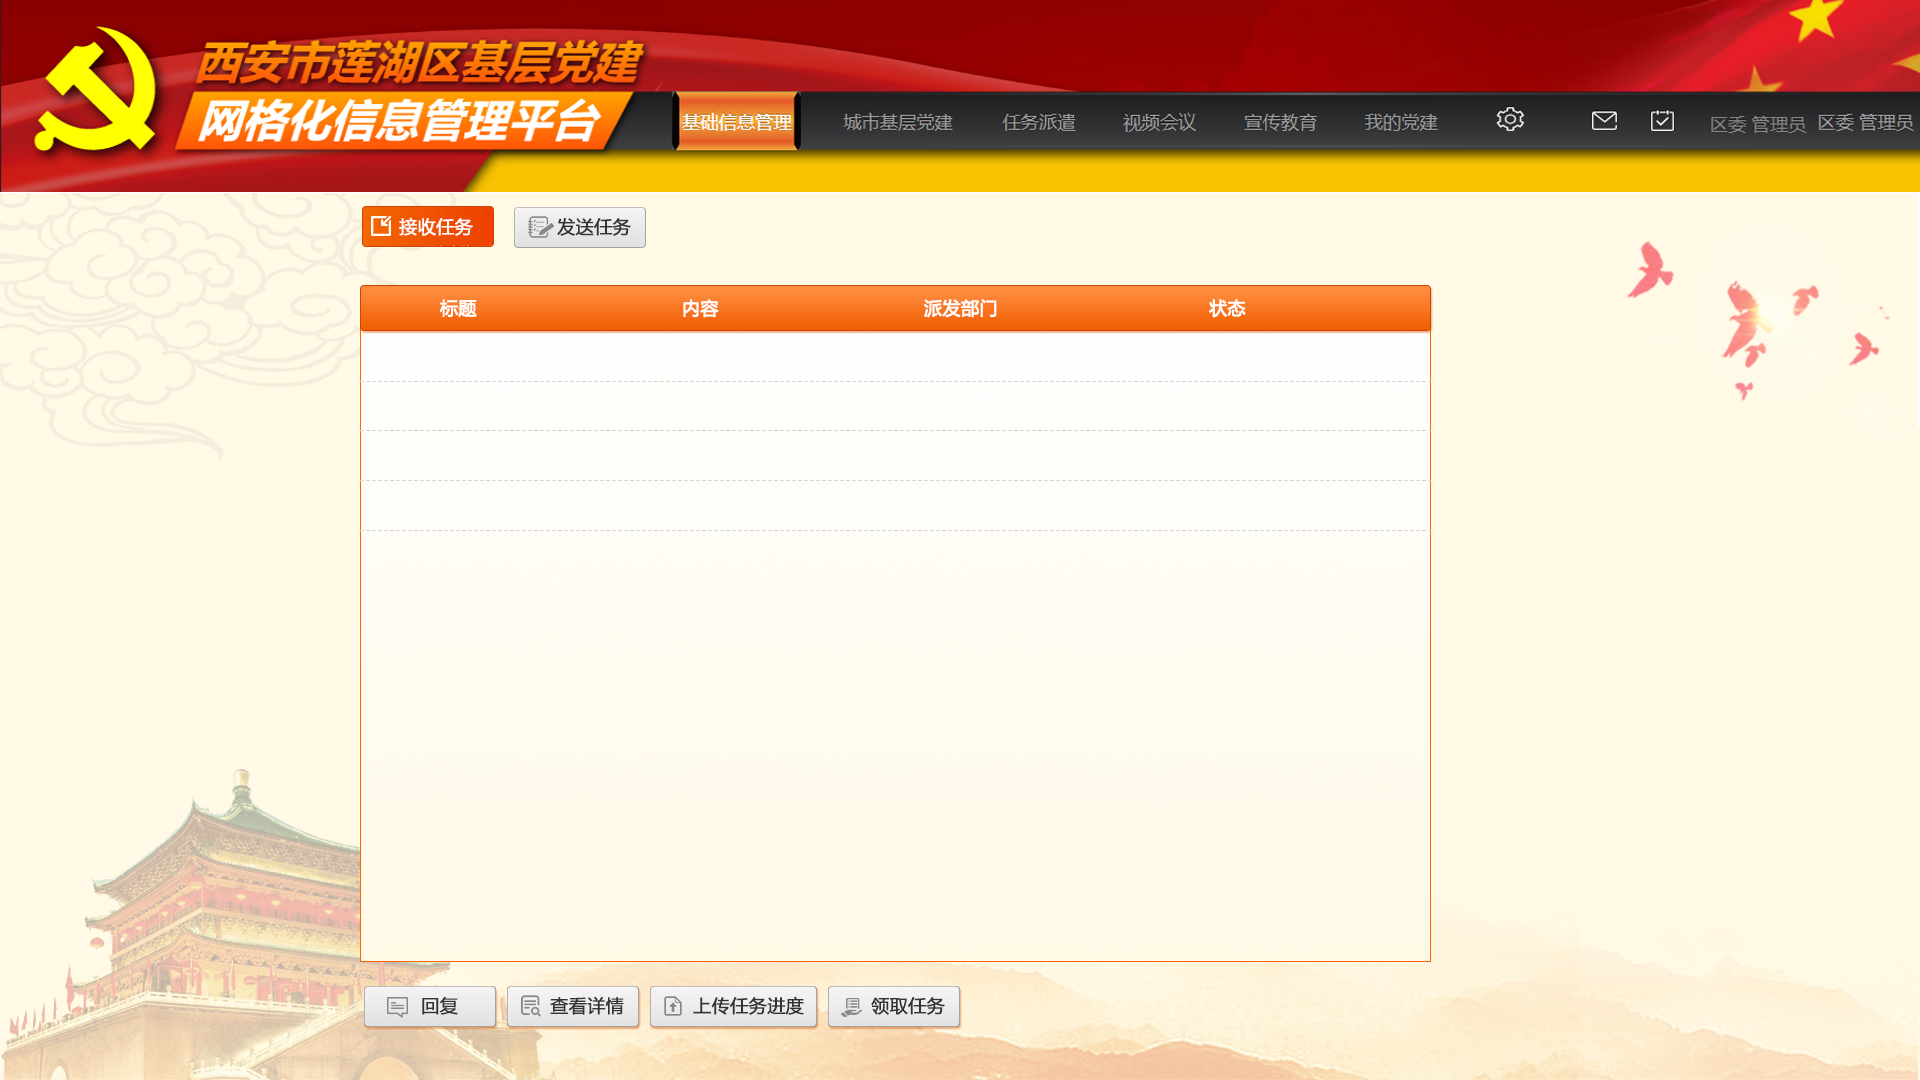 西安市莲湖区基层党建
网格化信息管理平台
基础信息管理 城市基层党建 任务派遣 视频会议 宣传教育 我的党建 区委 管理员 区委 管理员
接收任务 发送任务
标题 内容 派发部门 状态
回复 查看详情 上传任务进度 领取任务